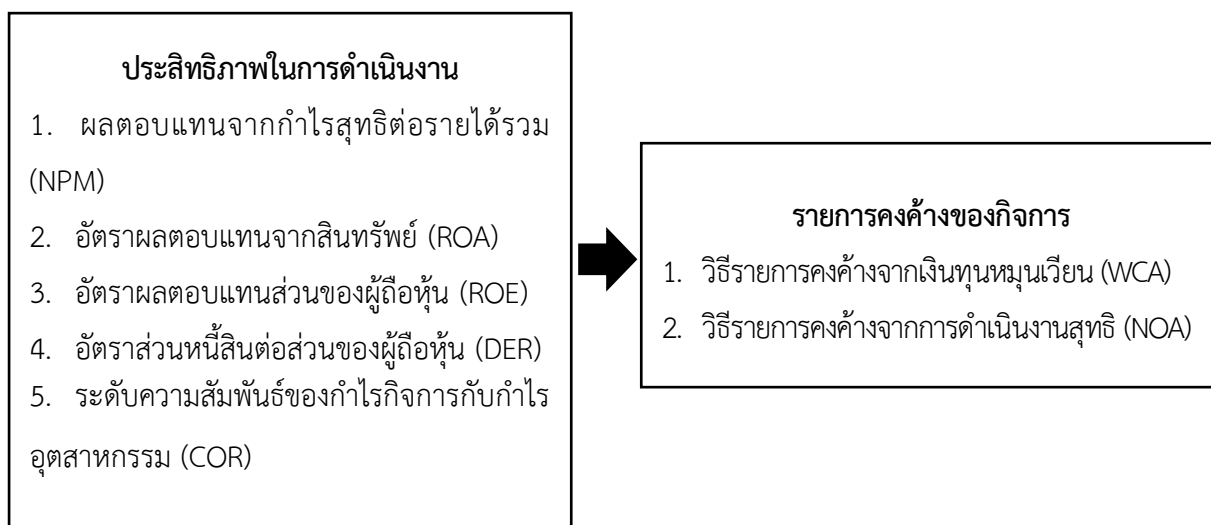 ประสิทธิภาพในการดำเนินงาน
1. ผลตอบแทนจากกำไรสุทธิต่อรายได้รวม
(NPM)
2. อัตราผลตอบแทนจากสินทรัพย์ (ROA)
3. อัตราผลตอบแทนส่วนของผู้ถือหุ้น (ROE)
4. อัตราส่วนหนี้สินต่อส่วนของผู้ถือหุ้น (DER)
5. ระดับความสัมพันธ์ของกำไรกิจการกับกำไร
อุตสาหกรรม (COR)
รายการคงค้างของกิจการ
1. วิธีรายการคงค้างจากเงินทุนหมุนเวียน (WCA)
2. วิธีรายการคงค้างจากการดำเนินงานสุทธิ (NOA)